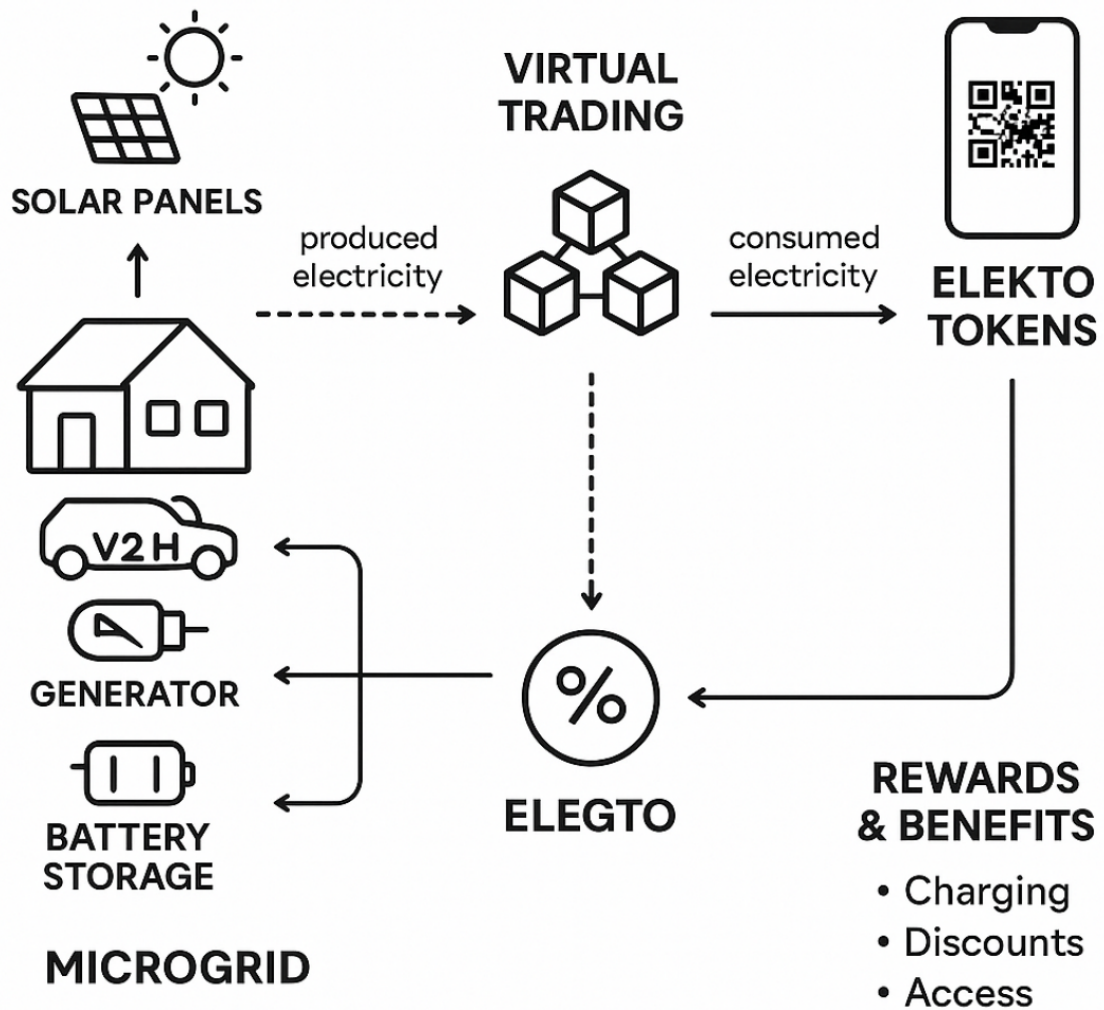 VIRTUAL
TRADING
SOLAR PANELS
produced
electricity
consumed
electricity
ELEKTO
TOKENS
V2 H
GENERATOR
BATTERY
STORAGE
MICROGRID
%
ELEGTO
REWARDS
& BENEFITS
• Charging
• Discounts
• Access